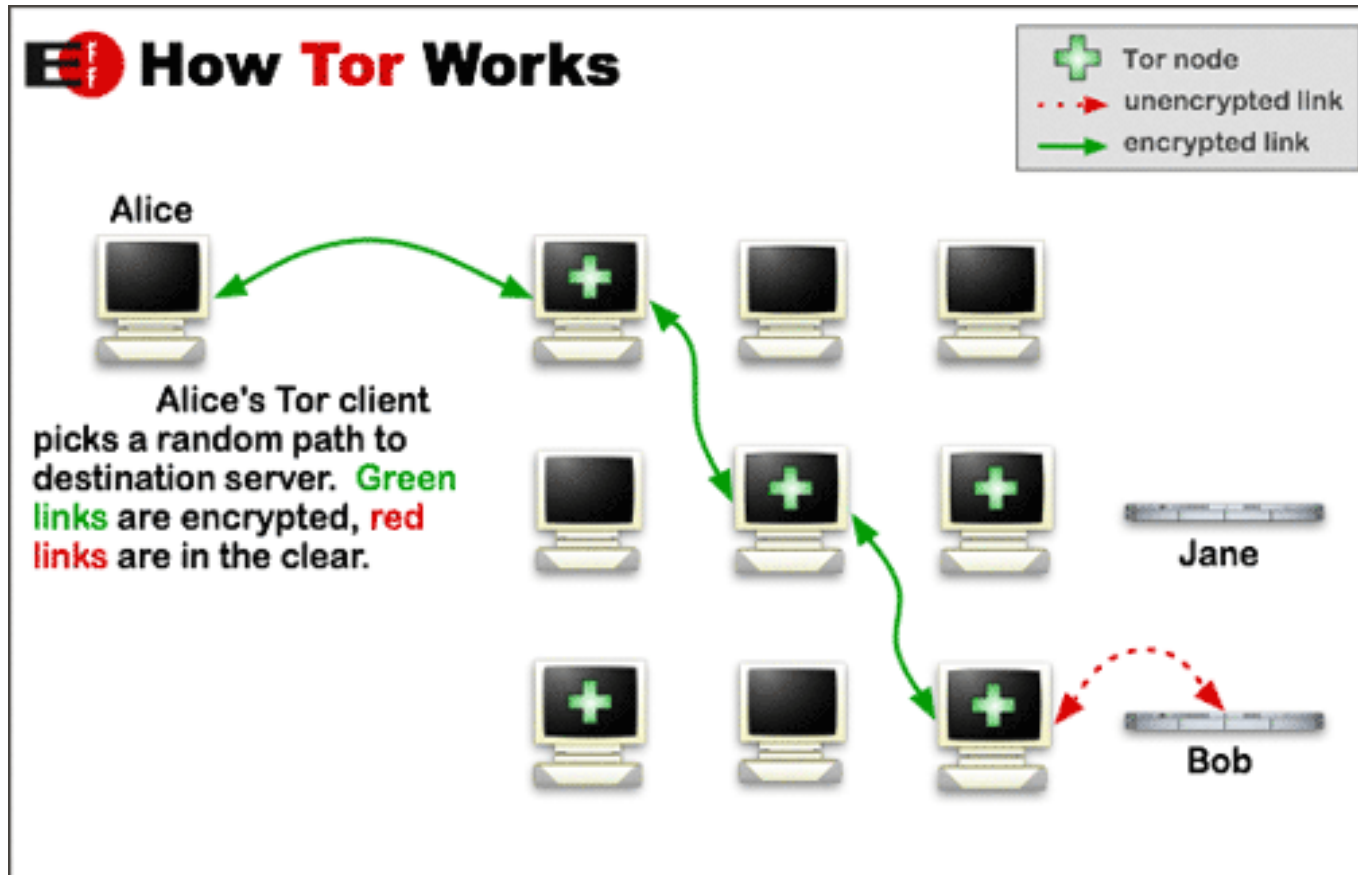 EFF How Tor Works
Tor node
unencrypted link
encrypted link
Alice
Alice's Tor client
picks a random path to
destination server. Green
links are encrypted, red
links are in the clear.
Jane
Bob